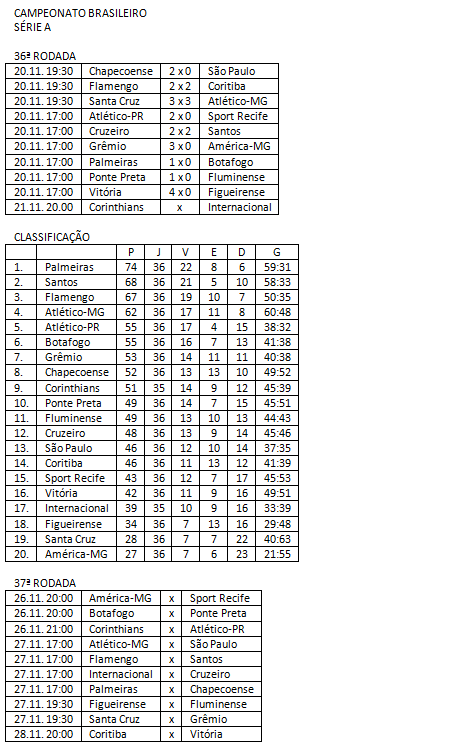 CAMPEONATO BRASILEIRO
SÉRIE A
36ª RODADA
20.11. 19:30 Chapecoense 2 x 0 São Paulo
20.11. 19:30 Flamengo 2 x 2 Coritiba
20.11. 19:30 Santa Cruz 3 x 3 Atlético-MG
20.11. 17:00 Atlético-PR 2 x 0 Sport Recife
20.11. 17:00 Cruzeiro 2 x 2 Santos
20.11. 17:00 Grêmio 3 x 0 América-MG
20.11. 17:00 Palmeiras 1 x 0 Botafogo
20.11. 17:00 Ponte Preta 1 x 0 Fluminense
20.11. 17:00 Vitória 4 x 0 Figueirense
21.11. 20.00 Corinthians x Internacional
CLASSIFICAÇÃO
P J V E D G
1. Palmeiras 74 36 22 8 6 59:31
2. Santos 68 36 21 5 10 58:33
3. Flamengo 67 36 19 10 7 50:35
4. Atlético-MG 62 36 17 11 8 60:48
5. Atlético-PR 55 36 17 4 15 38:32
6. Botafogo 55 36 16 7 13 41:38
7. Grêmio 53 36 14 11 11 40:38
8. Chapecoense 52 36 13 13 10 49:52
9. Corinthians 51 35 14 9 12 45:39
10. Ponte Preta 49 36 14 7 15 45:51
11. Fluminense 49 36 13 10 13 44:43
12. Cruzeiro 48 36 13 9 14 45:46
13. São Paulo 46 36 12 10 14 37:35
14. Coritiba 46 36 11 13 12 41:39
15. Sport Recife 43 36 12 7 17 45:53
16. Vitória 42 36 11 9 16 49:51
17. Internacional 39 35 10 9 16 33:39
18. Figueirense 34 36 7 13 16 29:48
19. Santa Cruz 28 36 7 7 22 40:63
20. América-MG 27 36 7 6 23 21:55
37ª RODADA
26.11. 20:00 América-MG x Sport Recife
26.11. 20:00 Botafogo x Ponte Preta
26.11. 21:00 Corinthians x Atlético-PR
27.11. 17:00 Atlético-MG x São Paulo
27.11. 17:00 Flamengo x Santos
27.11. 17:00 Internacional x Cruzeiro
27.11. 17:00 Palmeiras x Chapecoense
27.11. 19:30 Figueirense x Fluminense
27.11. 19:30 Santa Cruz x Grêmio
28.11. 20:00 Coritiba x Vitória